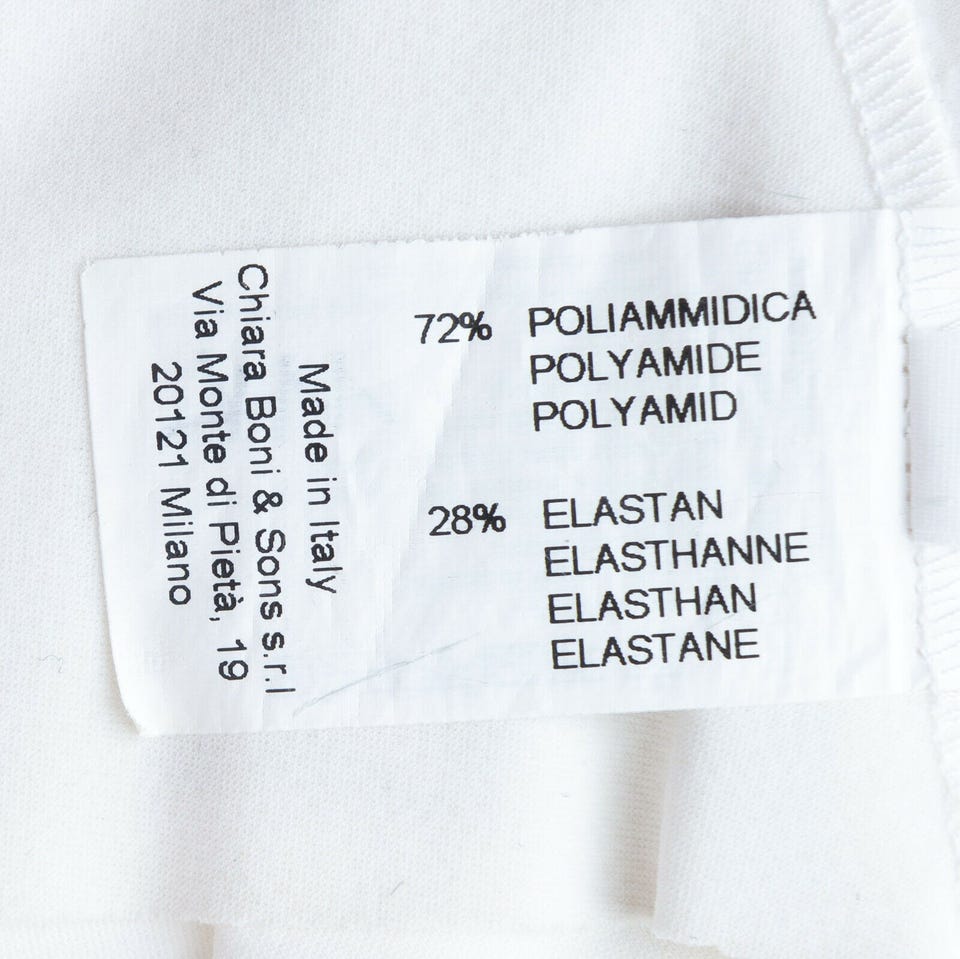 72% POLIAMMIDICA
POLYAMIDE
POLYAMID
28% ELASTAN
ELASTHANNE
ELASTHAN
ELASTANE
Made in Italy
Chiara Boni & Sons s.r.l
Via Monte di Pietà, 19
20121 Milano